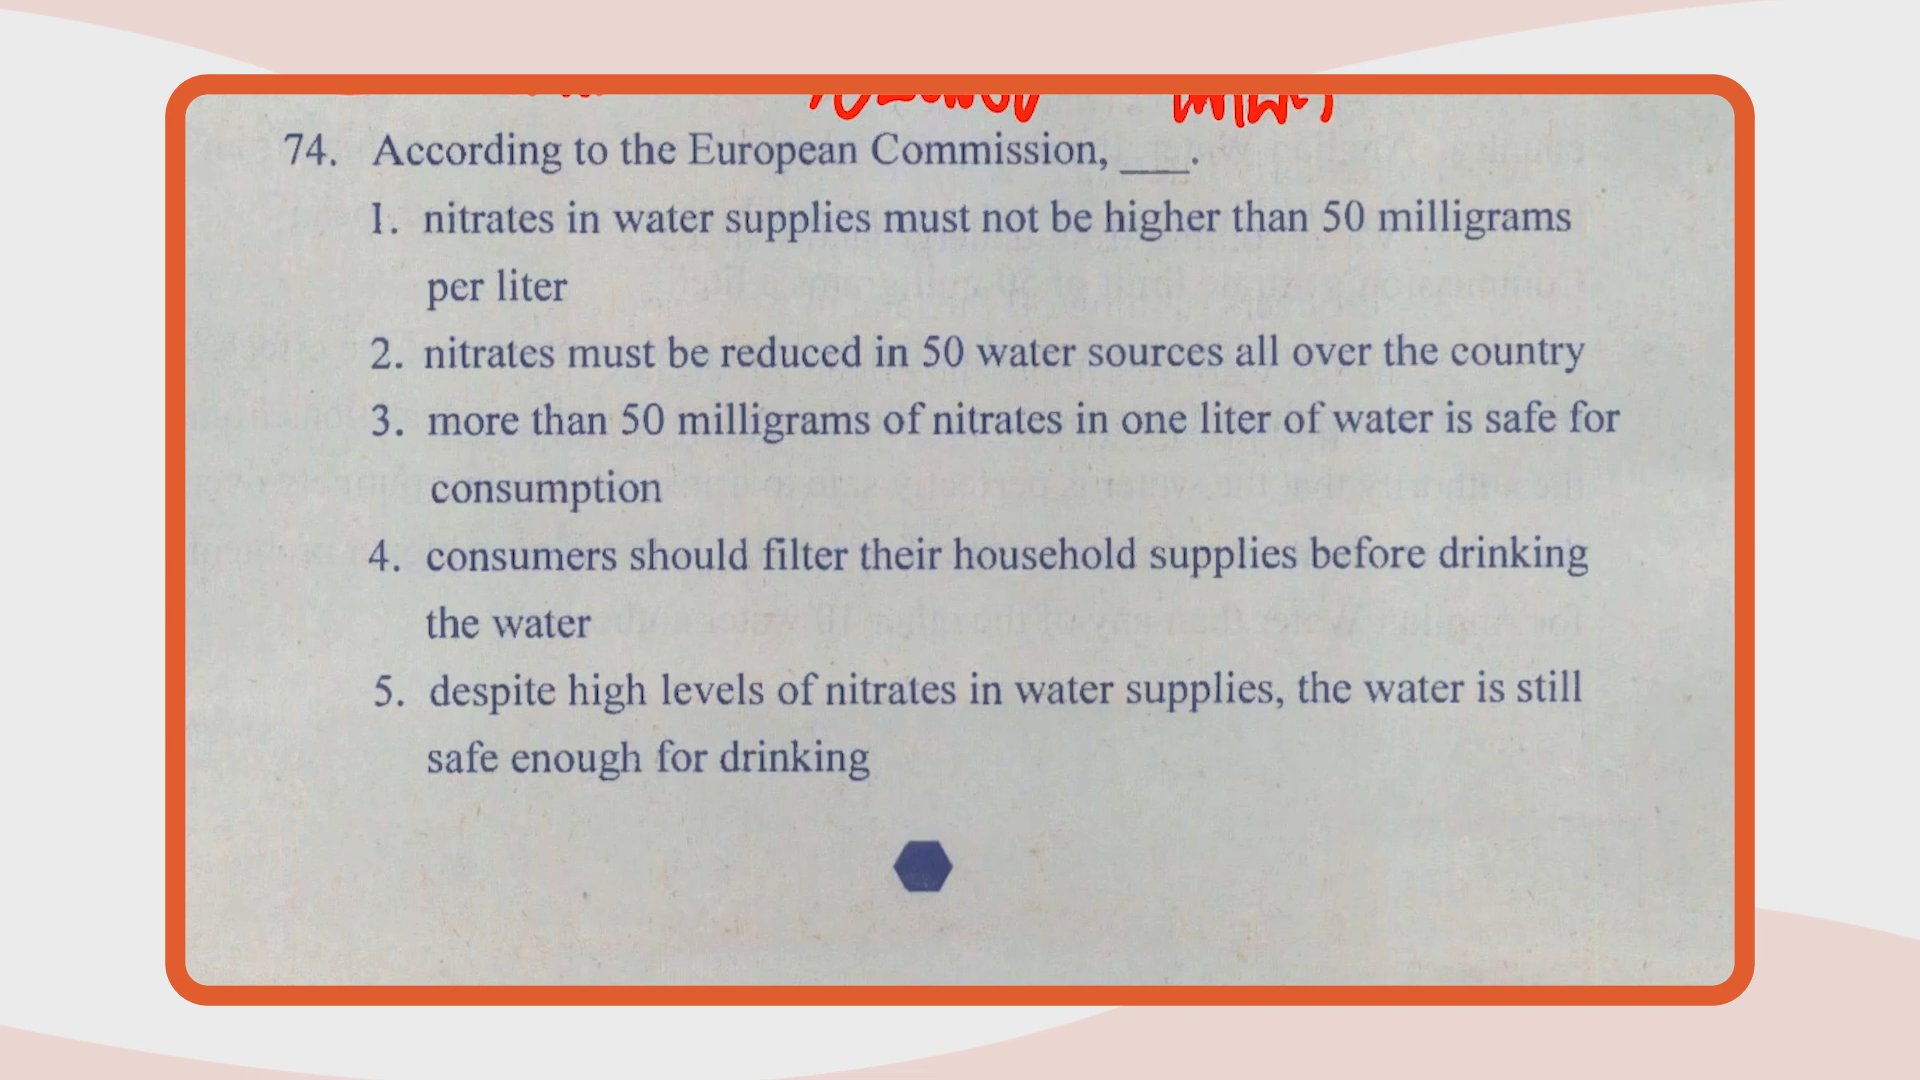 74. According to the European Commission, ___.
1. nitrates in water supplies must not be higher than 50 milligrams
per liter
2. nitrates must be reduced in 50 water sources all over the country
3. more than 50 milligrams of nitrates in one liter of water is safe for
consumption
4. consumers should filter their household supplies before drinking
the water
5. despite high levels of nitrates in water supplies, the water is still
safe enough for drinking